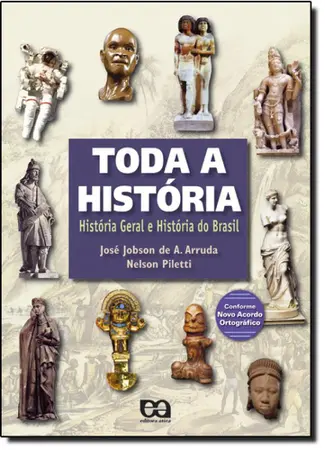 TODA A
HISTÓRIA
História Geral e História do Brasil
José Jobson de A. Arruda
Nelson Piletti
Conforme
Novo Acordo
Ortográfico
editora ática